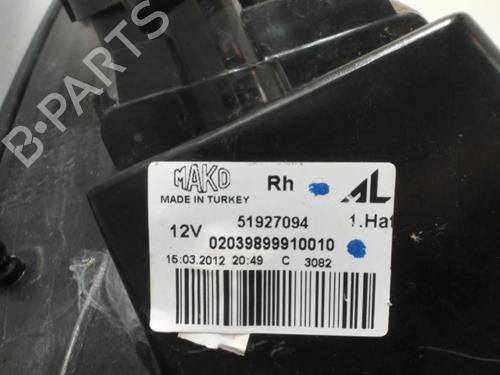 B-PARTS
MAKO Rh AL
MADE IN TURKEY
51927094
12V 1.Hat
02039899910010
15.03.2012 20:49 C 3082